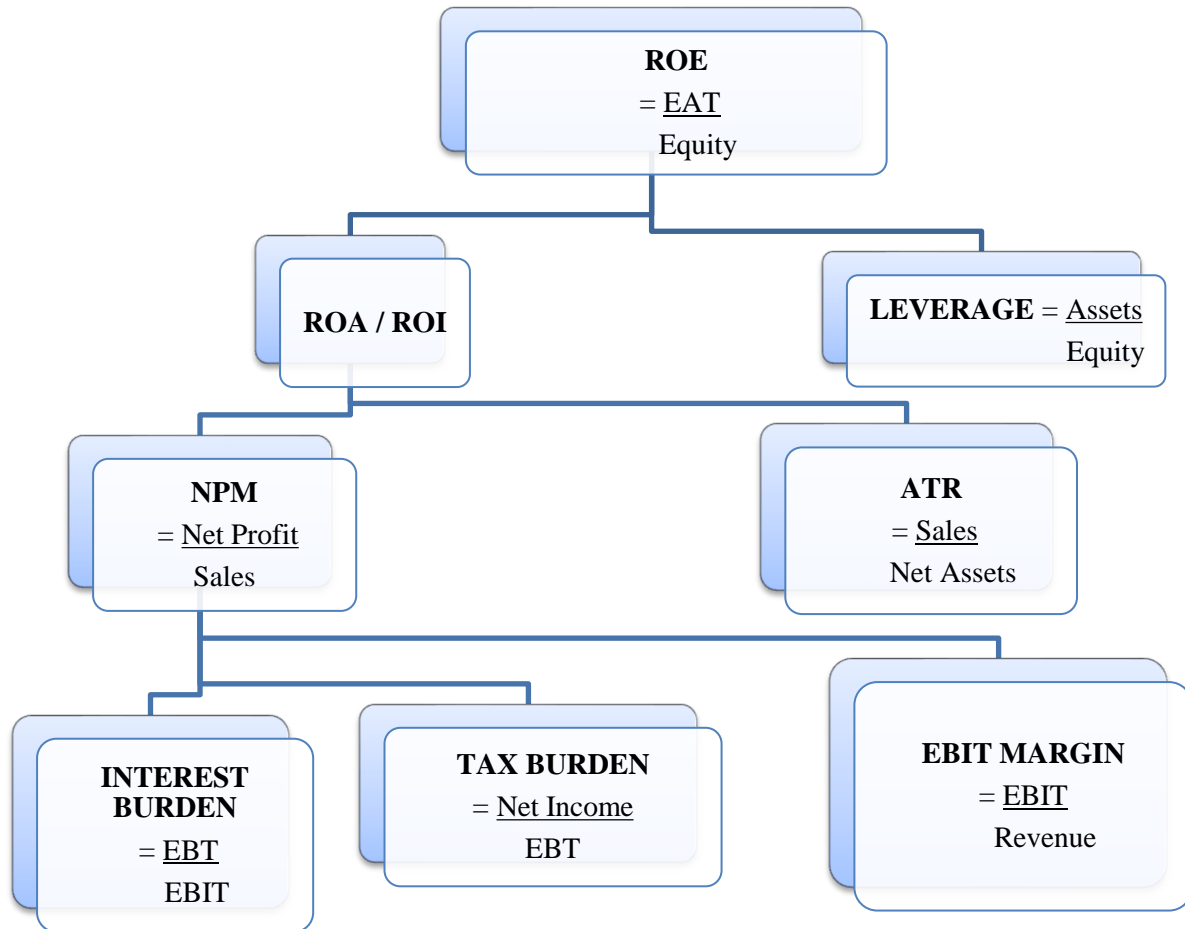 ROE
= EAT
Equity
ROA / ROI
LEVERAGE = Assets
Equity
NPM
= Net Profit
Sales
ATR
= Sales
Net Assets
INTEREST
BURDEN
= EBT
EBIT
TAX BURDEN
= Net Income
EBT
EBIT MARGIN
= EBIT
Revenue